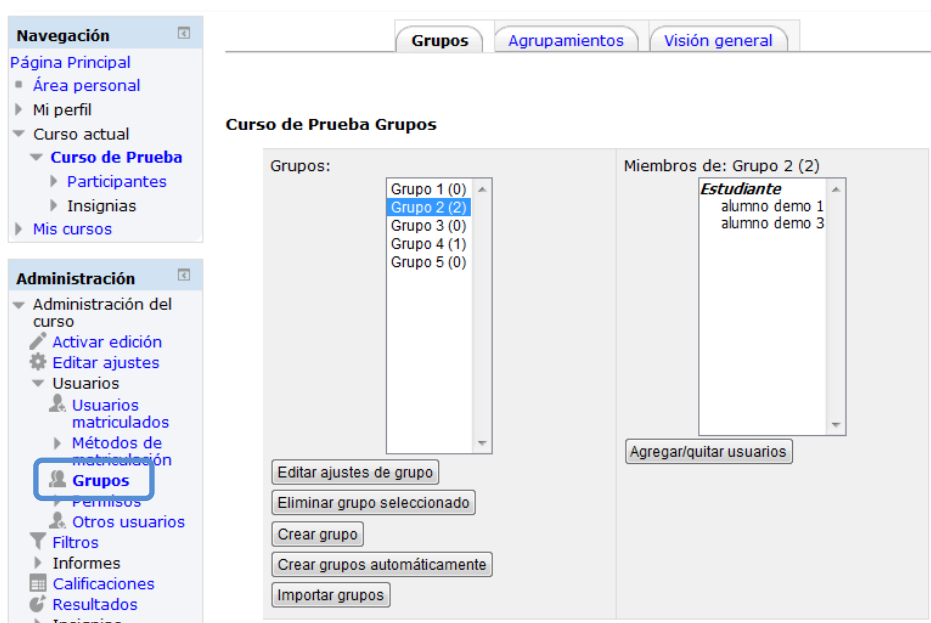 Navegación
Página Principal
Área personal
Mi perfil
Curso actual
Curso de Prueba
Participantes
Insignias
Mis cursos
Administración
Administración del
curso
Activar edición
Editar ajustes
Usuarios
Usuarios
matriculados
Métodos de
matriculación
Grupos
Permisos
Otros usuarios
Filtros
Informes
Calificaciones
Resultados
Insignias
Grupos
Agrupamientos
Visión general
Curso de Prueba Grupos
Grupos:
Grupo 1 (0)
Grupo 2 (2)
Grupo 3 (0)
Grupo 4 (1)
Grupo 5 (0)
Editar ajustes de grupo
Eliminar grupo seleccionado
Crear grupo
Crear grupos automáticamente
Importar grupos
Miembros de: Grupo 2 (2)
Estudiante
alumno demo 1
alumno demo 3
Agregar/quitar usuarios